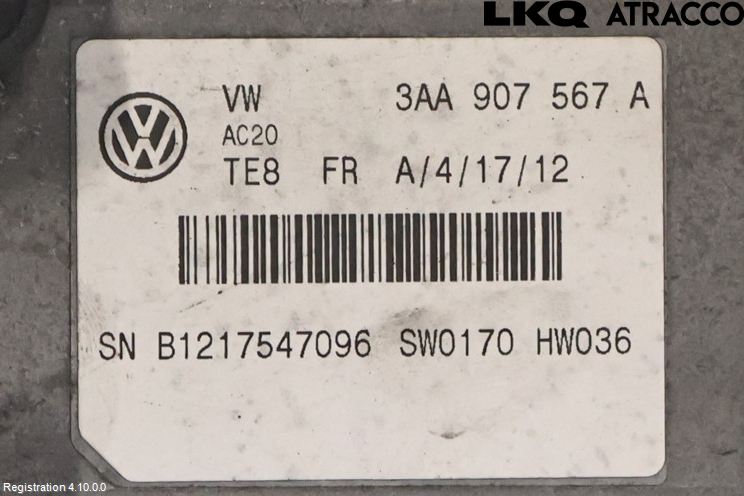 LKQ ATRACCO
VW 3AA 907 567 A
AC20
TE8 FR A/4/17/12
SN B1217547096 SW0170 HW036
Registration 4.10.0.0